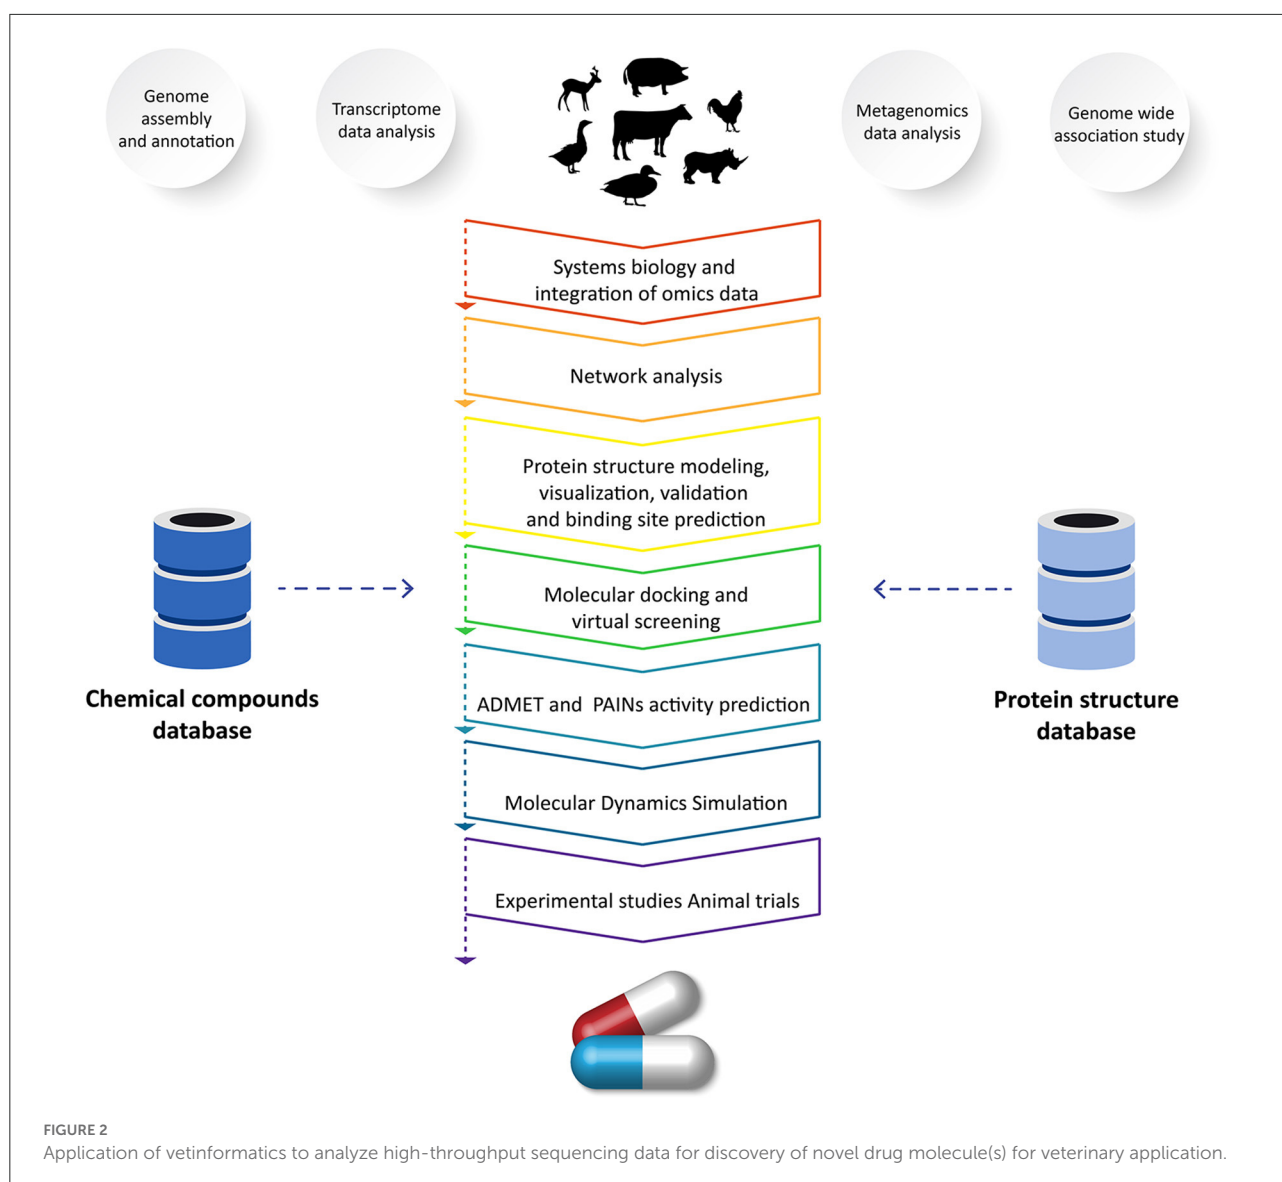 Genome
assembly
and annotation
Transcriptome
data analysis
Metagenomics
data analysis
Genome wide
association study
Systems biology and
integration of omics data
Network analysis
Protein structure modeling,
visualization, validation
and binding site prediction
Molecular docking and
virtual screening
Chemical compounds
database
Protein structure
database
ADMET and PAINs activity prediction
Molecular Dynamics Simulation
Experimental studies Animal trials
FIGURE 2
Application of vetinformatics to analyze high-throughput sequencing data for discovery of novel drug molecule(s) for veterinary application.